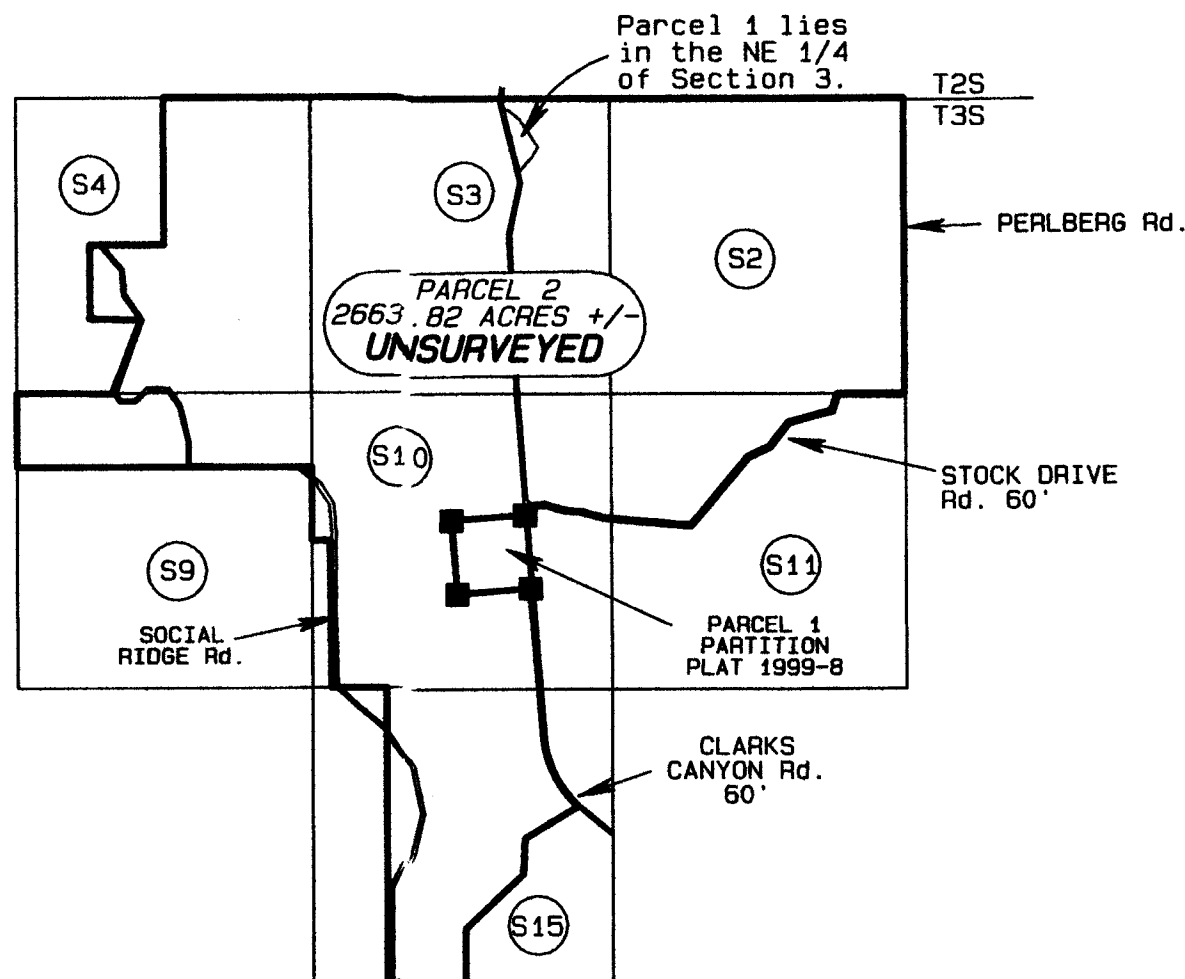 Parcel 1 lies
in the NE 1/4
of Section 3.
T2S
T3S
S4
S3
S2
PERLBERG Rd.
PARCEL 2
2663.82 ACRES +/-
UNSURVEYED
S10
STOCK DRIVE
Rd. 60'
S9
S11
SOCIAL
RIDGE Rd.
PARCEL 1
PARTITION
PLAT 1999-8
CLARKS
CANYON Rd.
60'
S15